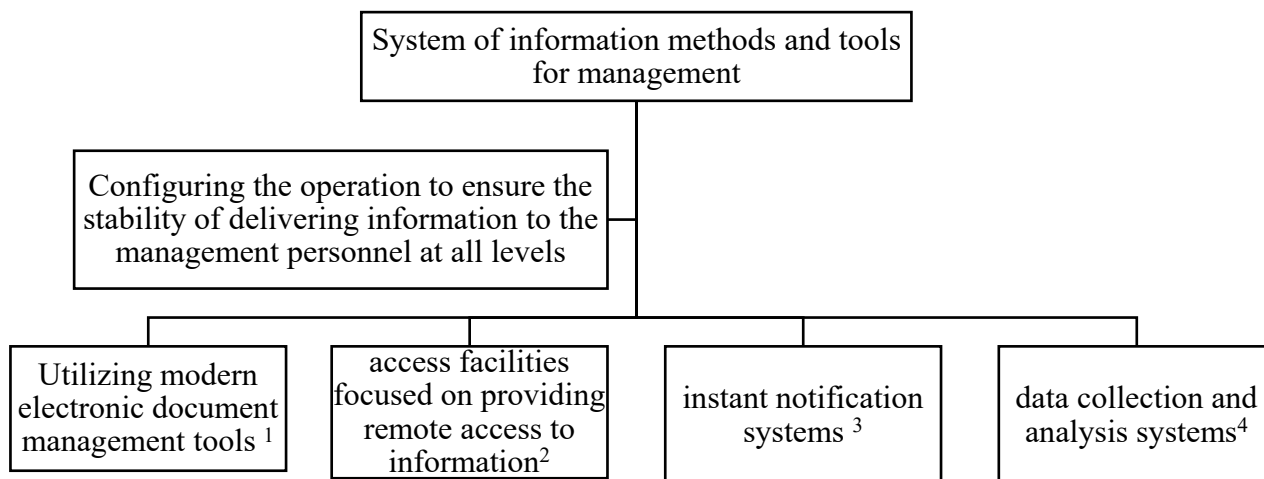 System of information methods and tools
for management
Configuring the operation to ensure the
stability of delivering information to the
management personnel at all levels
Utilizing modern
electronic document
management tools ¹
access facilities
focused on providing
remote access to
information²
instant notification
systems ³
data collection and
analysis systems⁴